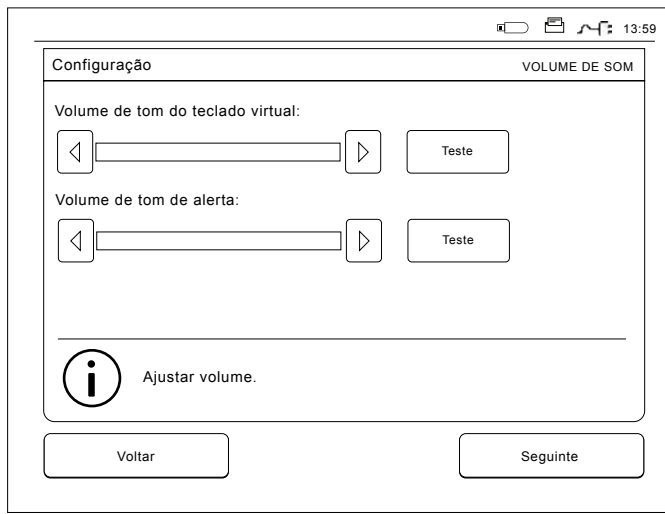 13:59
Configuração VOLUME DE SOM
Volume de tom do teclado virtual:
Teste
Volume de tom de alerta:
Teste
Ajustar volume.
Voltar Seguinte